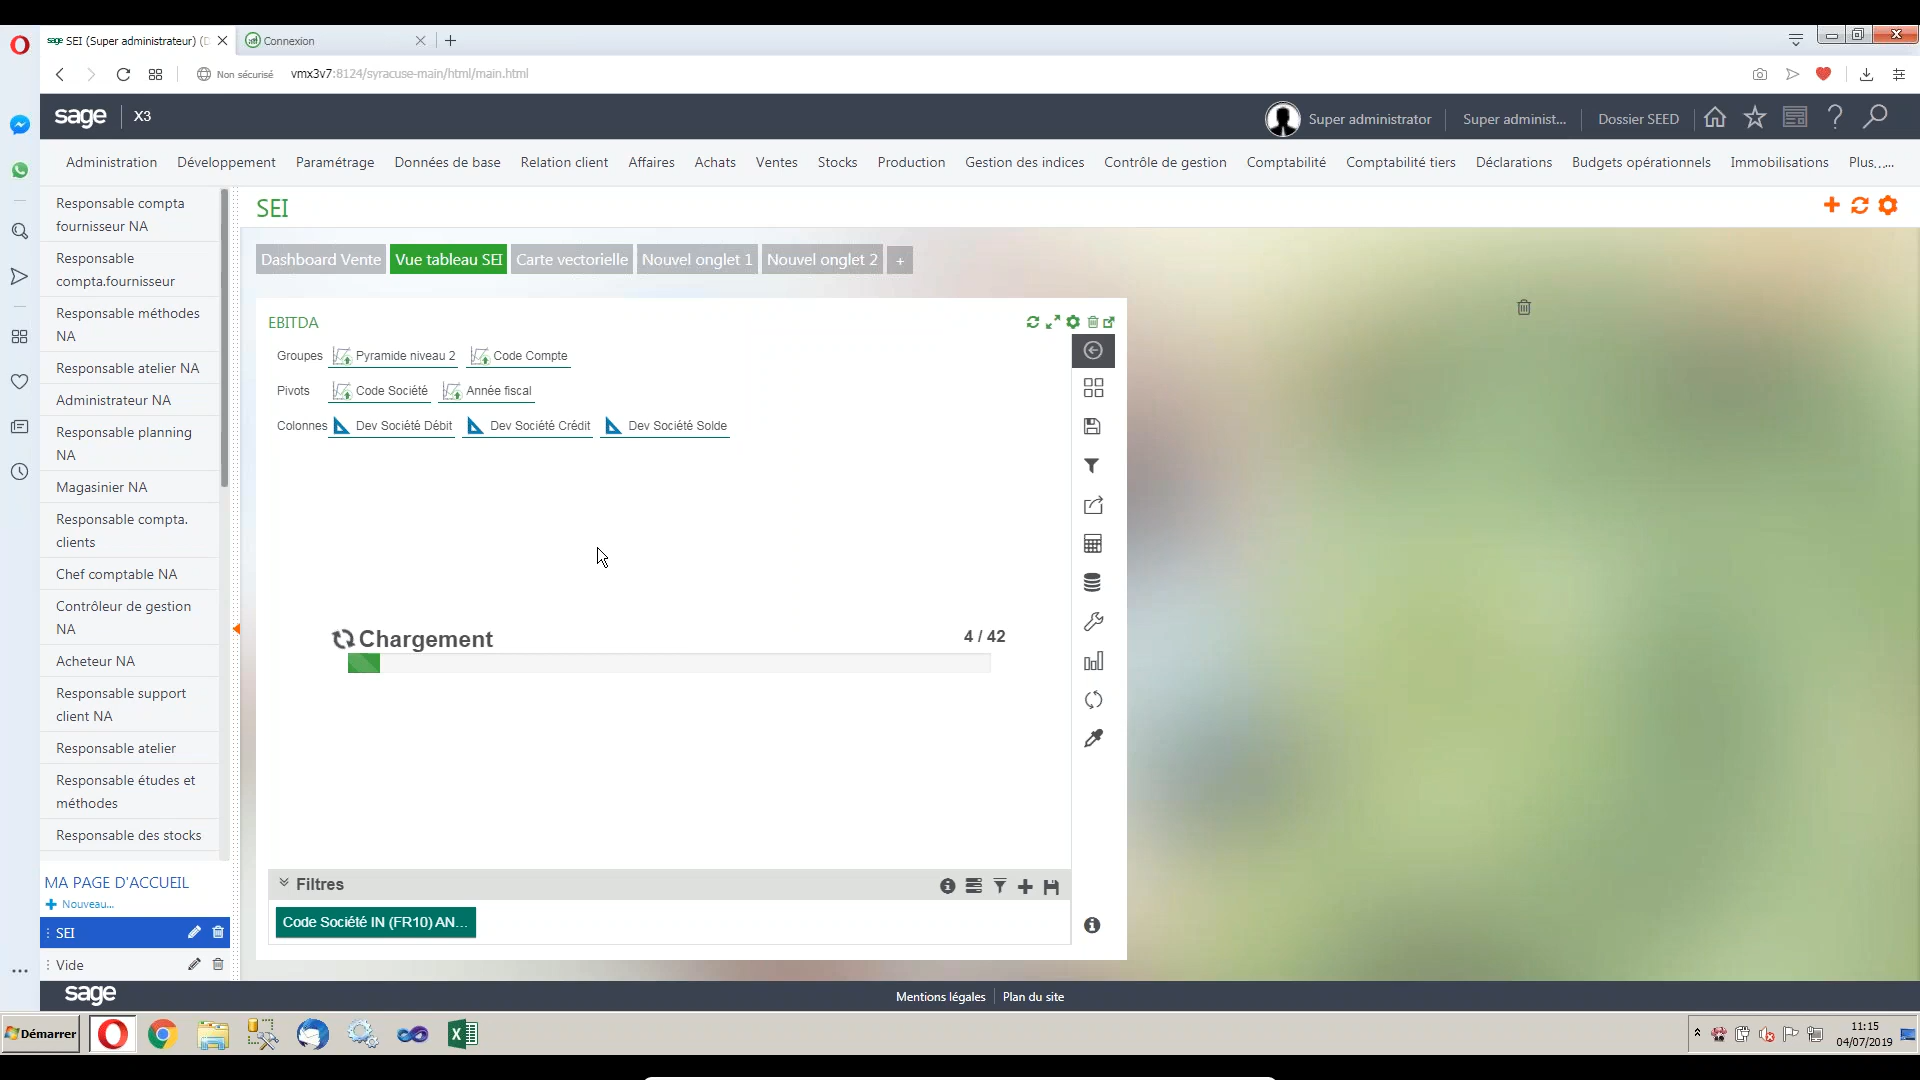 sage SEI (Super administrateur) (D
Connexion
Non sécurisé
vmx3v7:8124/syracuse-main/html/main.html
sage
X3
Super administrator
Super administ...
Dossier SEED
Administration
Développement
Paramétrage
Données de base
Relation client
Affaires
Achats
Ventes
Stocks
Production
Gestion des indices
Contrôle de gestion
Comptabilité
Comptabilité tiers
Déclarations
Budgets opérationnels
Immobilisations
Plus......
Responsable compta
fournisseur NA
Responsable
compta.fournisseur
Responsable méthodes
NA
Responsable atelier NA
Administrateur NA
Responsable planning
NA
Magasinier NA
Responsable compta.
clients
Chef comptable NA
Contrôleur de gestion
NA
Acheteur NA
Responsable support
client NA
Responsable atelier
Responsable études et
méthodes
Responsable des stocks
MA PAGE D'ACCUEIL
Nouveau...
SEI
Vide
SEI
Dashboard Vente
Vue tableau SEI
Carte vectorielle
Nouvel onglet 1
Nouvel onglet 2
+
EBITDA
Groupes
Pyramide niveau 2
Code Compte
Pivots
Code Société
Année fiscal
Colonnes
Dev Société Débit
Dev Société Crédit
Dev Société Solde
Chargement
4 / 42
Filtres
Code Société IN (FR10) AN...
sage
Mentions légales
Plan du site
Démarrer
11:15
04/07/2019